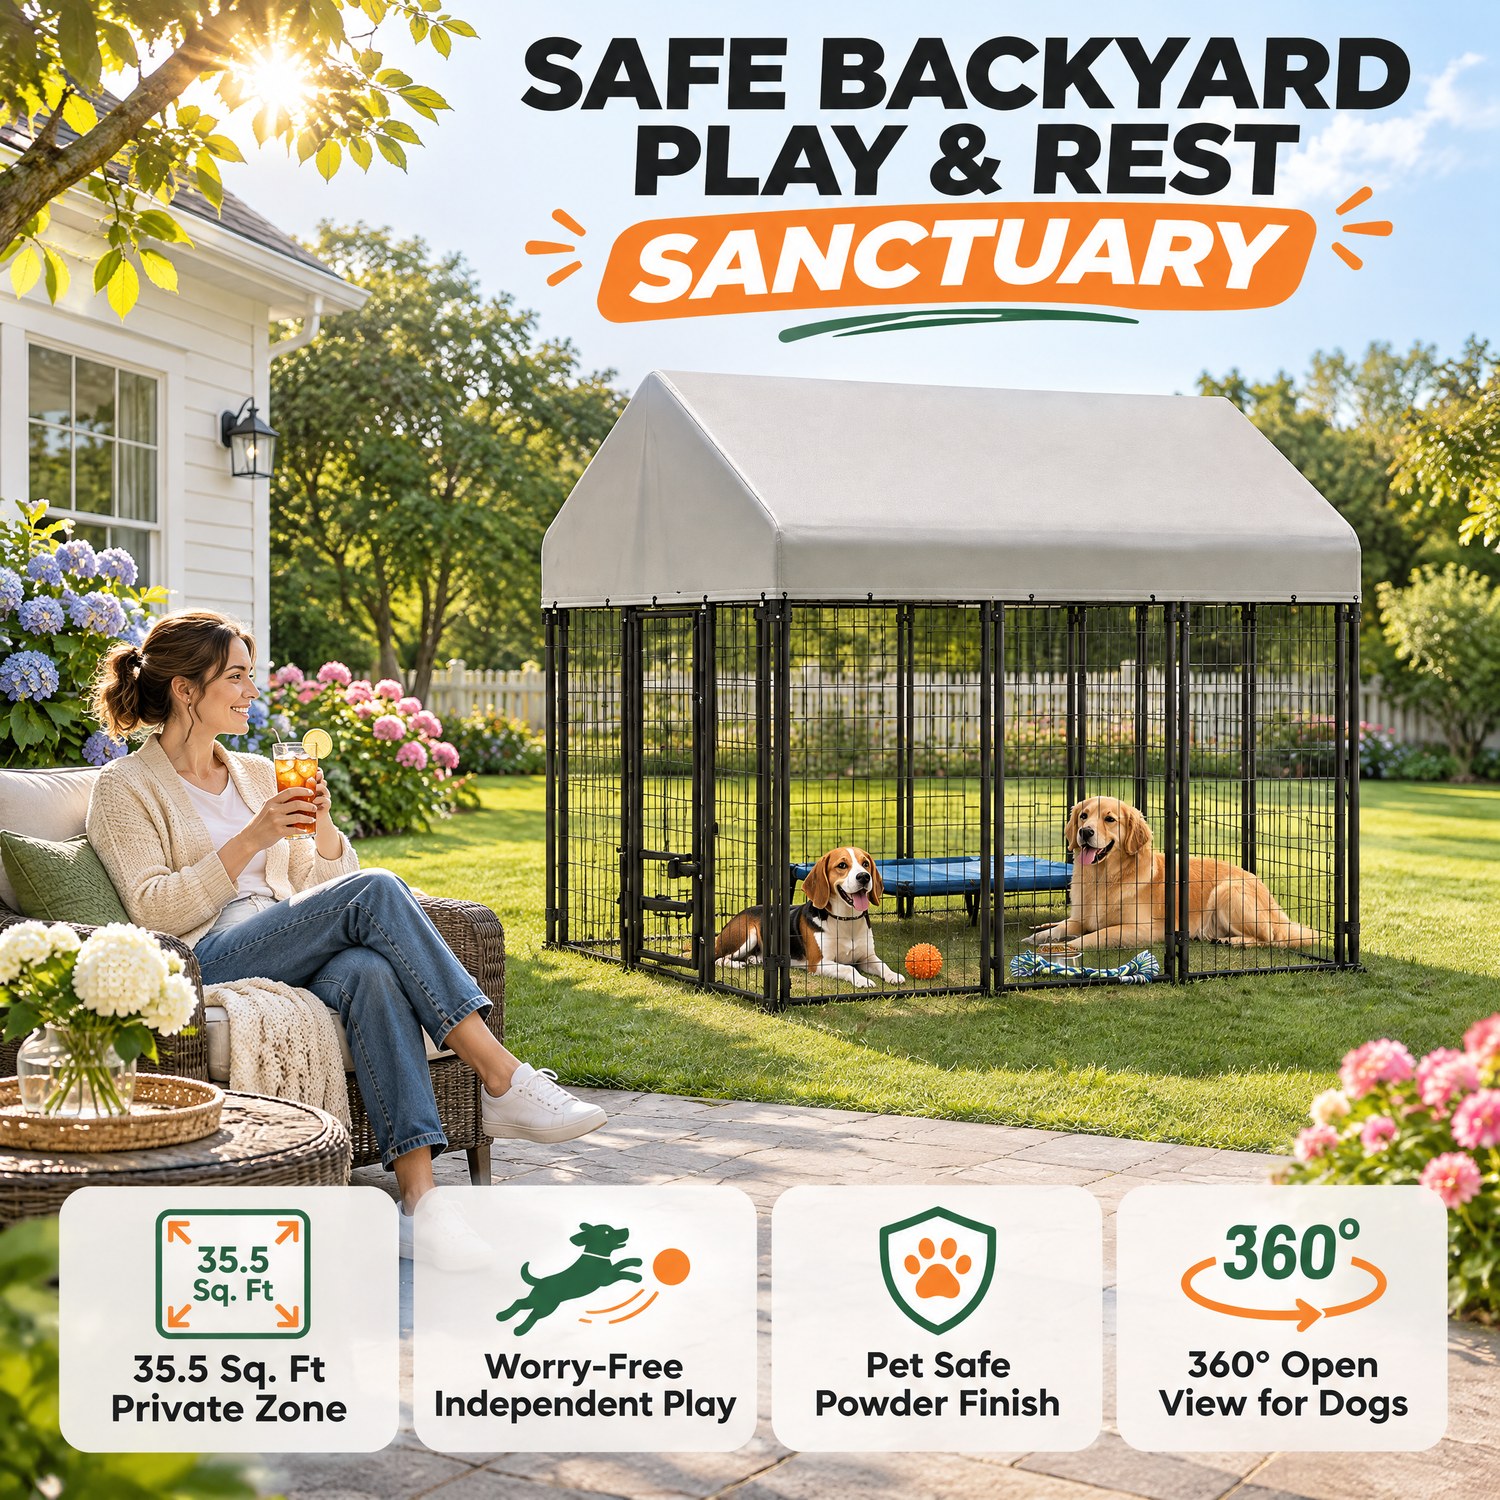 SAFE BACKYARD
PLAY & REST
SANCTUARY
35.5
Sq. Ft
35.5 Sq. Ft
Private Zone
Worry-Free
Independent Play
Pet Safe
Powder Finish
360°
360° Open
View for Dogs